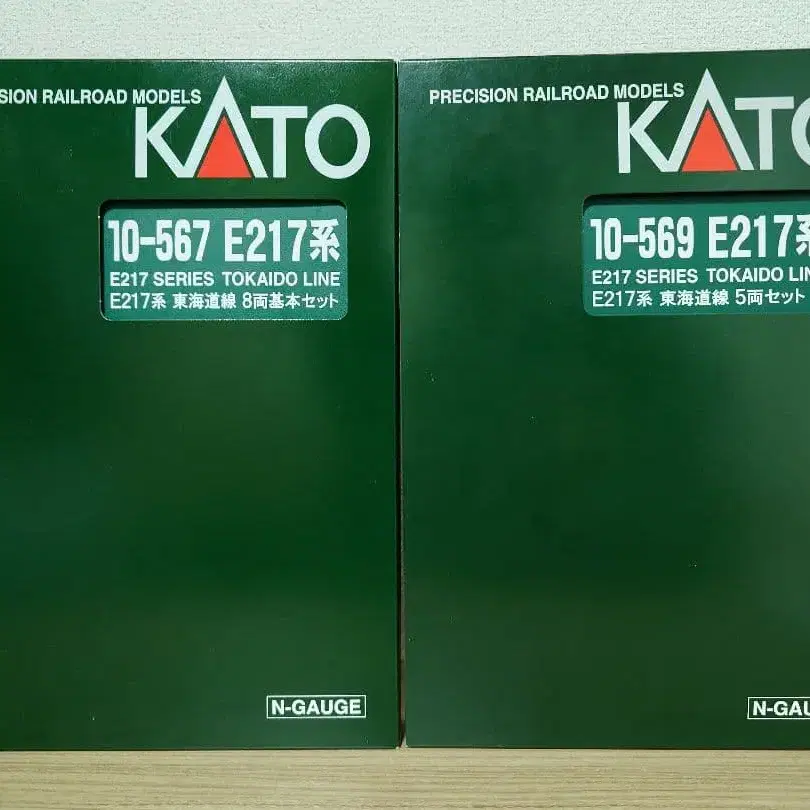 SION RAILROAD MODELS
KATO
10-567 E217系
E217 SERIES TOKAIDO LINE
E217系 東海道線 8両基本セット
N-GAUGE
PRECISION RAILROAD MODELS
KATO
10-569 E217系
E217 SERIES TOKAIDO LIN
E217系 東海道線 5両セット
N-GAU